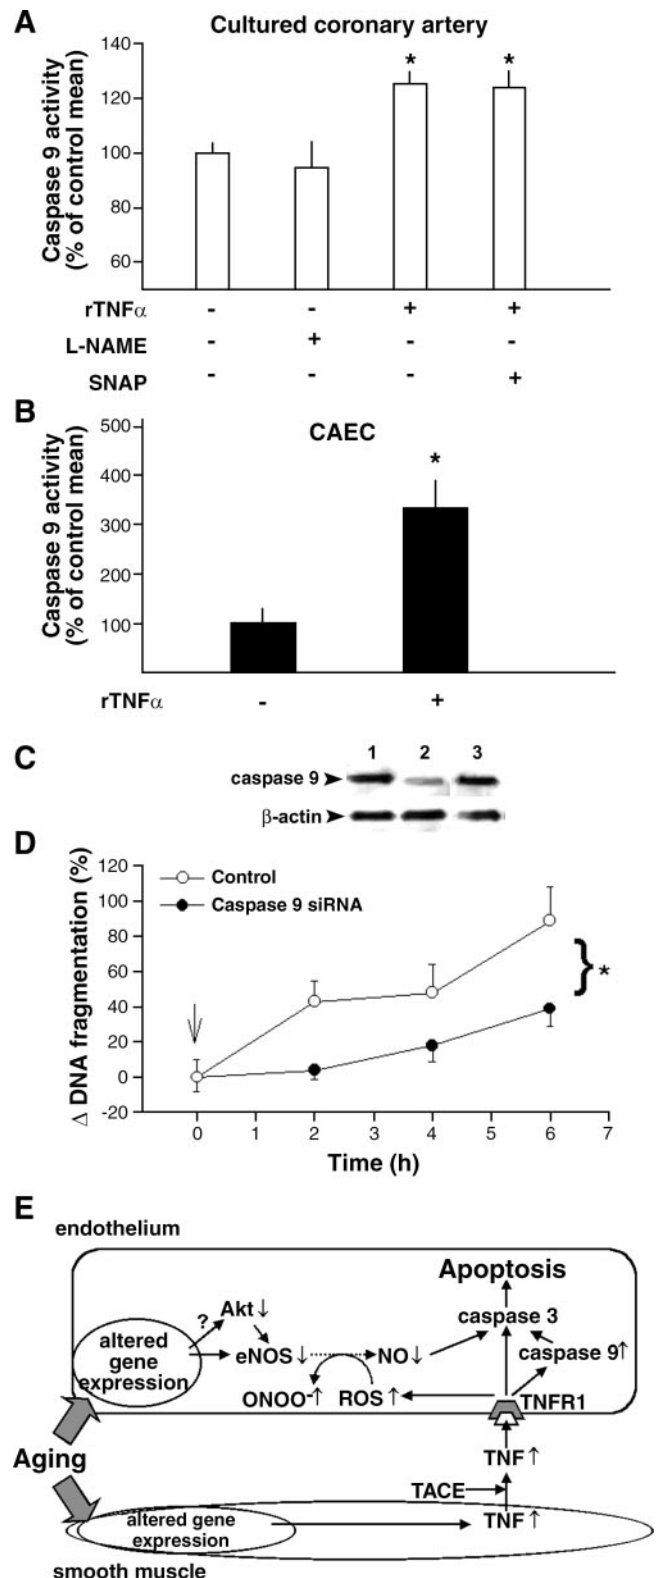 A
Cultured coronary artery
Caspase 9 activity
(% of control mean)
140
120
100
80
60
* *
rTNFα - - + +
L-NAME - + - -
SNAP - - - +
B
CAEC
Caspase 9 activity
(% of control mean)
500
400
300
200
100
*
rTNFα - +
C
1 2 3
caspase 9
β-actin
D
Δ DNA fragmentation (%)
120
100
80
60
40
20
0
-20
Control
Caspase 9 siRNA
} *
0 1 2 3 4 5 6 7
Time (h)
E
endothelium
Apoptosis
? Akt↓
caspase 3
altered
gene
expression
eNOS↓ NO↓ caspase 9↑
ONOO⁻↑ ROS↑ TNFR1
Aging
TNF↑
TACE
altered gene
expression
TNF↑
smooth muscle